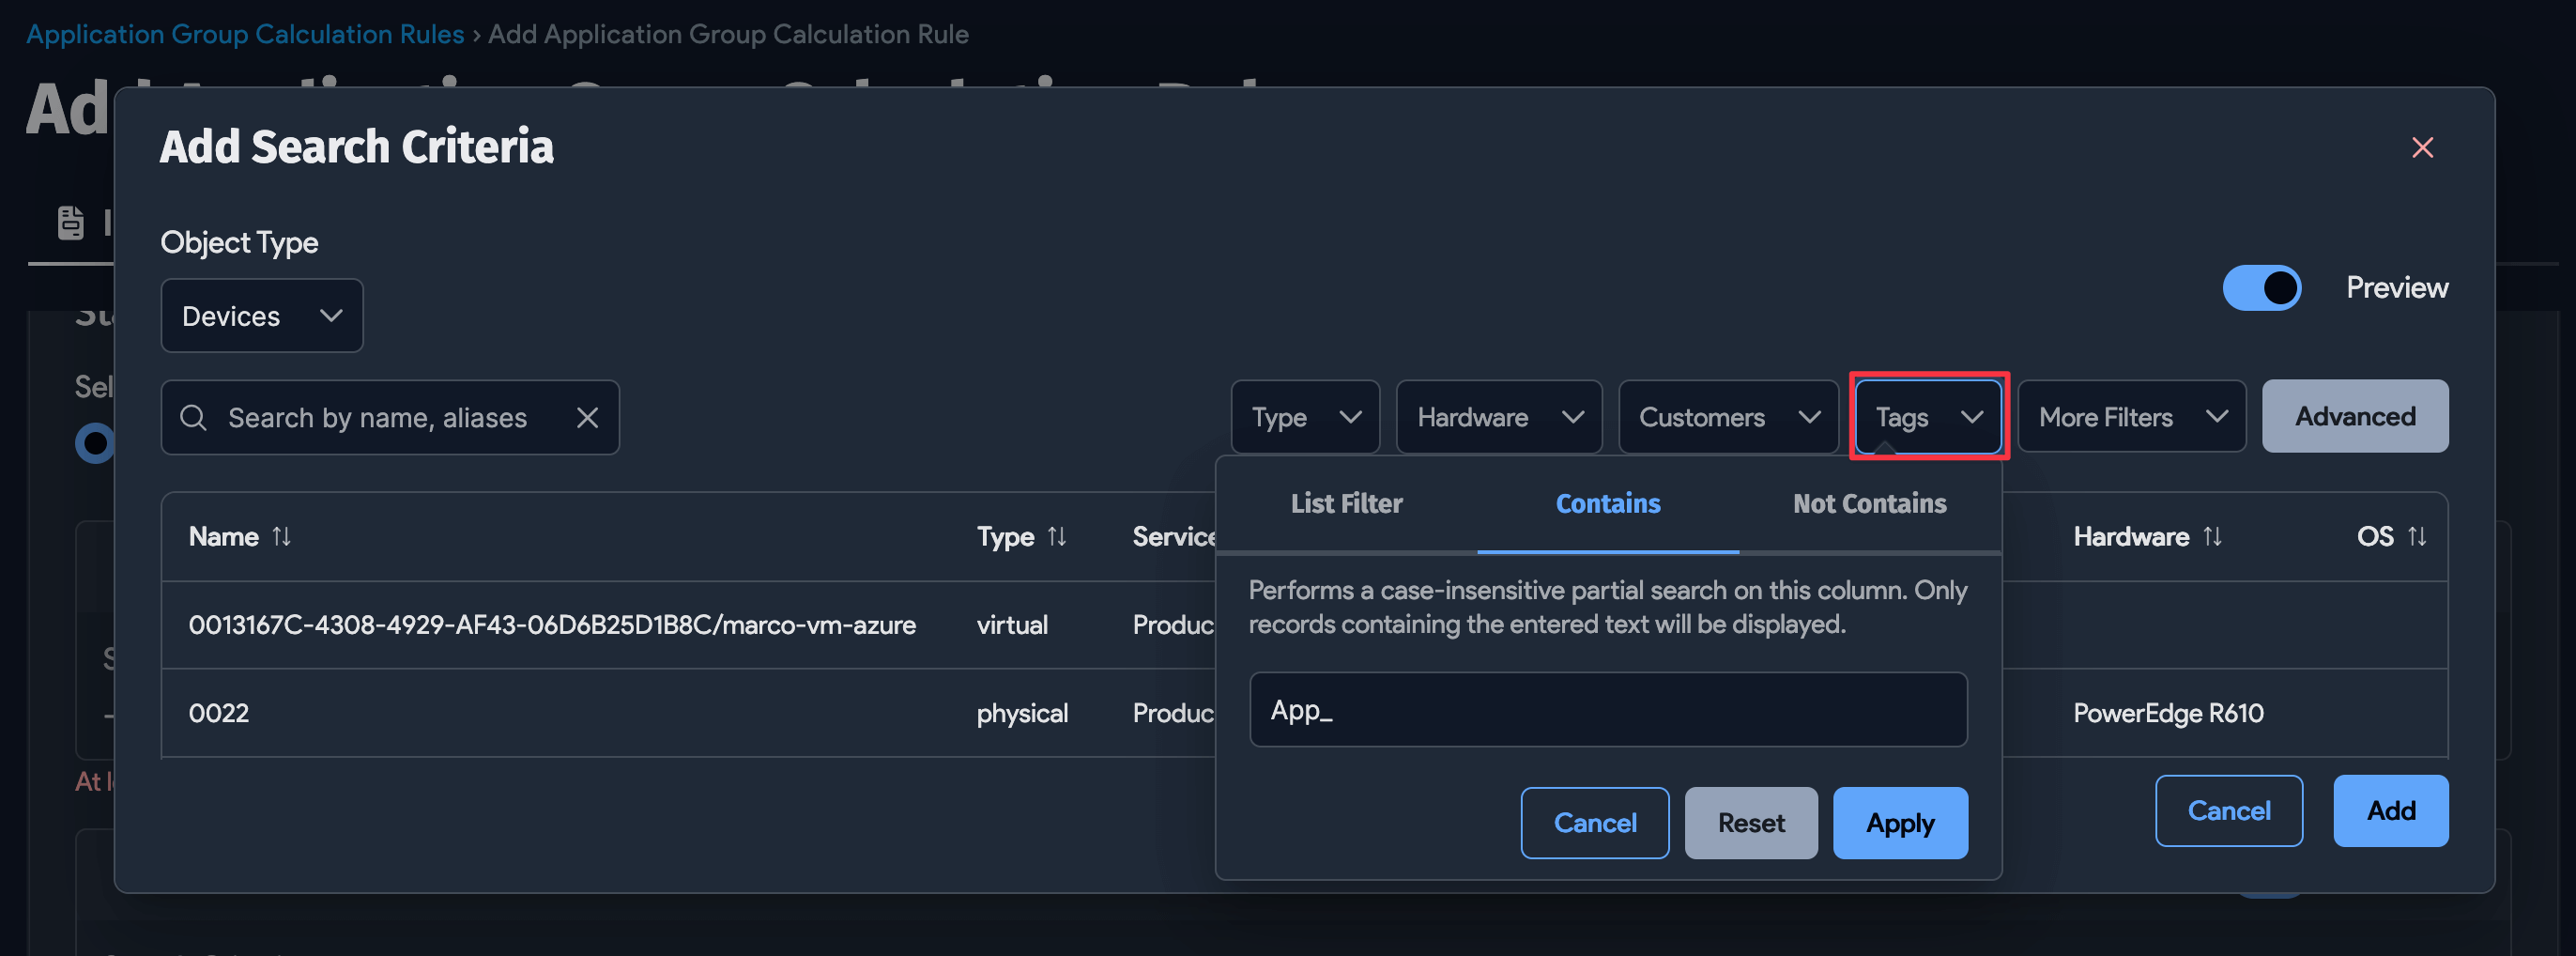 Application Group Calculation Rules › Add Application Group Calculation Rule
Add Search Criteria
Object Type
Devices
Preview
Search by name, aliases
Type
Hardware
Customers
Tags
More Filters
Advanced
List Filter
Contains
Not Contains
Performs a case-insensitive partial search on this column. Only
records containing the entered text will be displayed.
App_
Cancel
Reset
Apply
Name Type Service Hardware OS
0013167C-4308-4929-AF43-06D6B25D1B8C/marco-vm-azure virtual Produc
0022 physical Produc PowerEdge R610
Cancel
Add